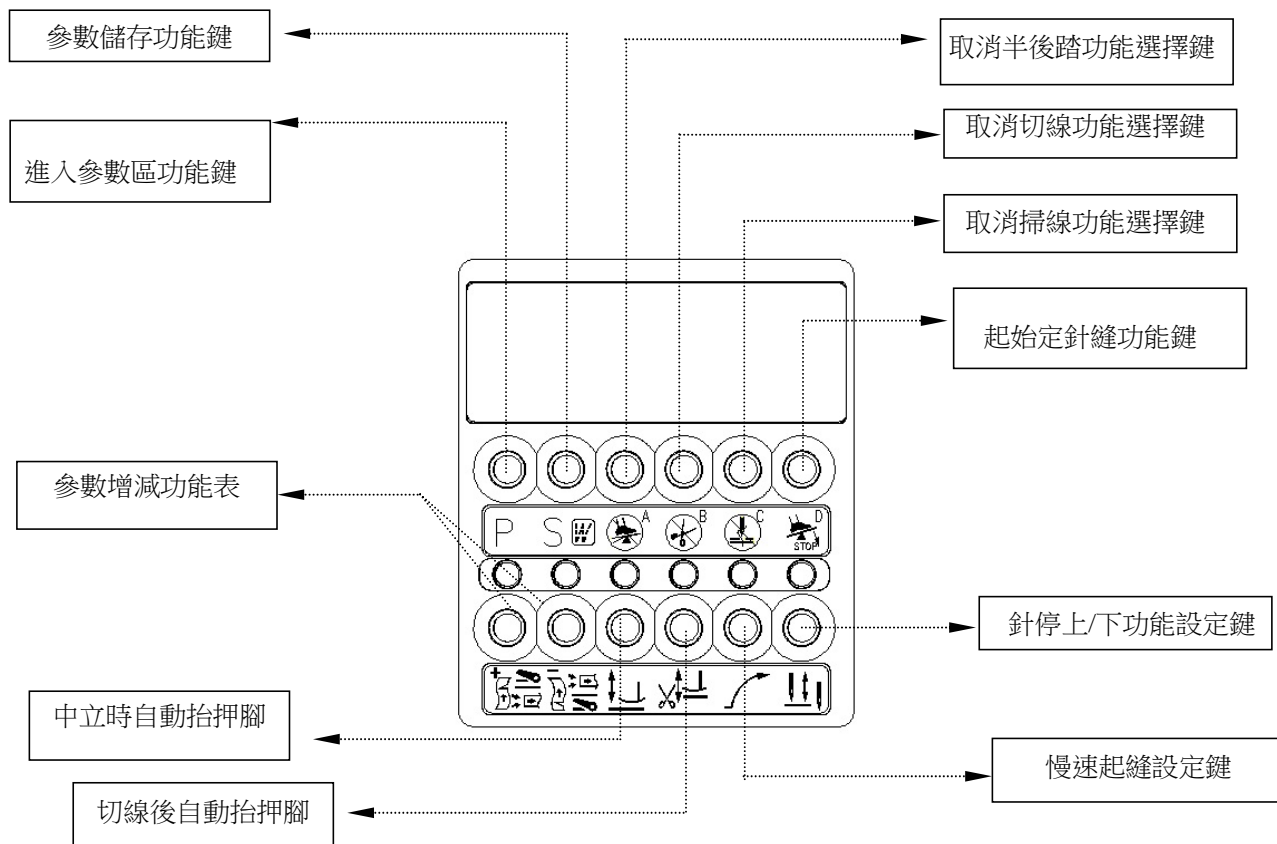 參數儲存功能鍵
取消半後踏功能選擇鍵
進入參數區功能鍵
取消切線功能選擇鍵
取消掃線功能選擇鍵
起始定針縫功能鍵
參數增減功能表
P S A B C D
STOP
+ −
針停上/下功能設定鍵
中立時自動抬押腳
慢速起縫設定鍵
切線後自動抬押腳